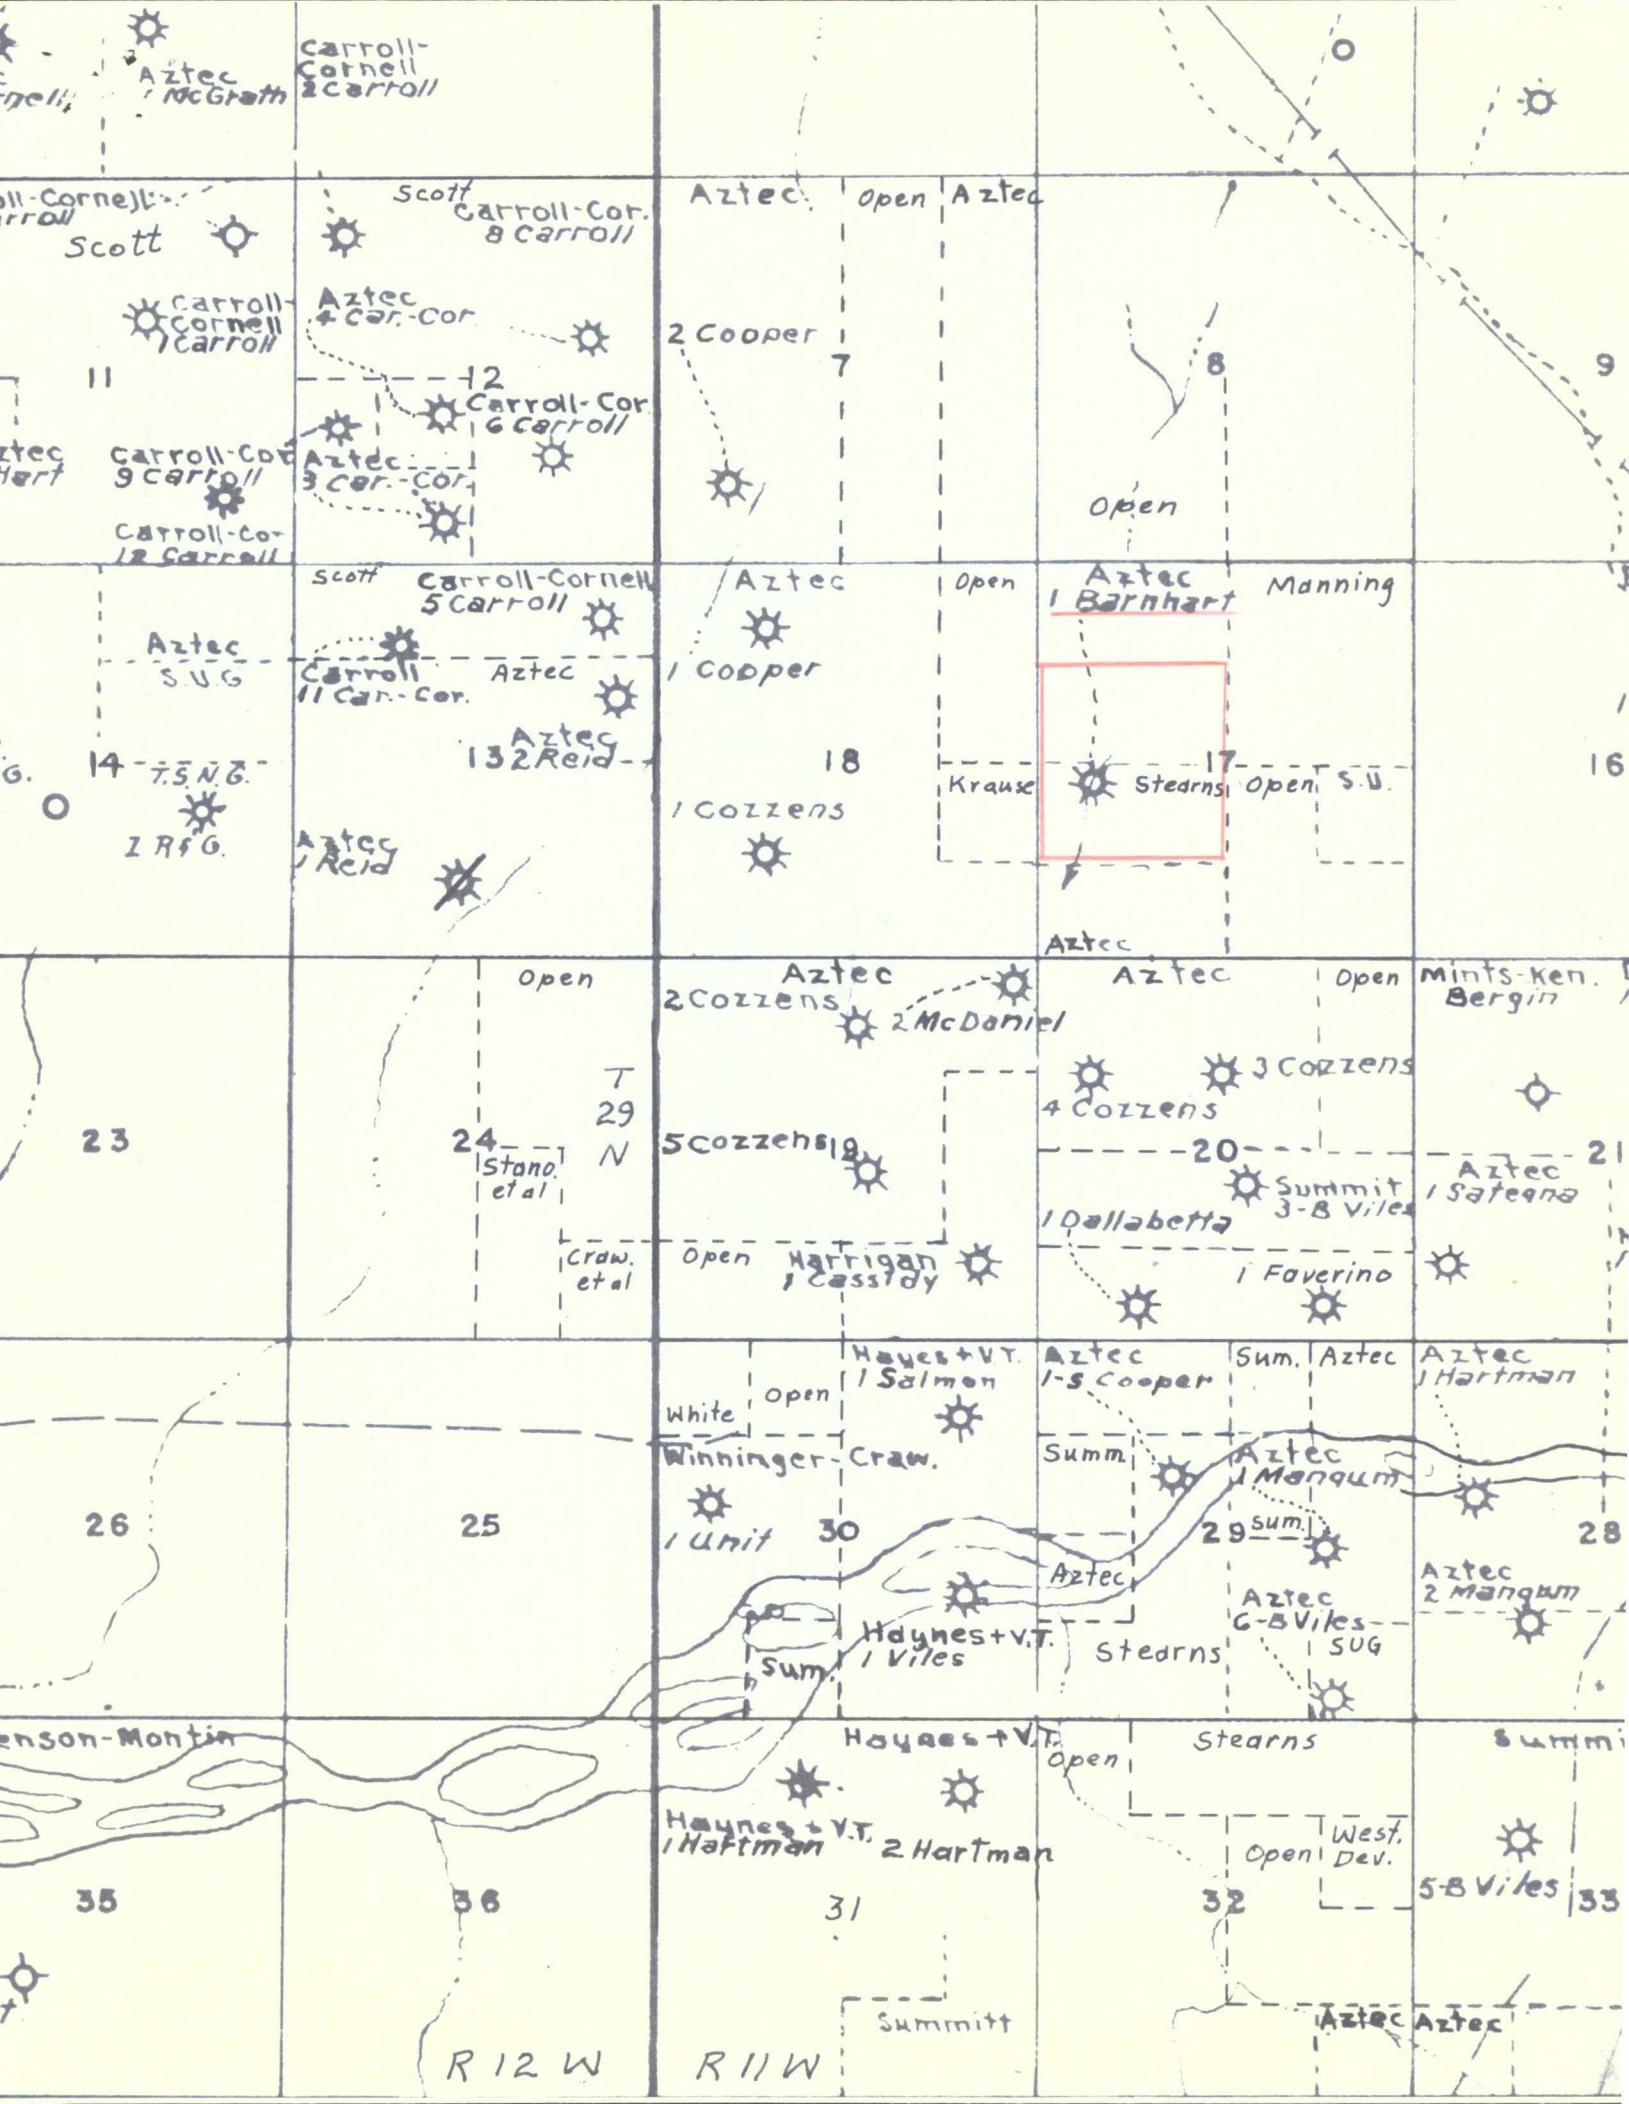 Aztec
1 McGrath
Carroll-
Cornell
2 Carroll
Scott
Scott
Carroll-Cor.
8 Carroll
Aztec
Open
Aztec
Carroll-
Cornell
1 Carroll
Aztec
4 Car.-Cor
2 Cooper
11
12
7
8
9
Carroll-Cor
6 Carroll
Carroll-Cor
9 Carroll
Aztec
3 Car.-Cor.
Carroll-Co-
12 Carroll
Open
Scott
Carroll-Cornell
5 Carroll
Aztec
Open
Aztec
1 Barnhart
Manning
Aztec
S.U.G
Carroll
11 Car.-Cor.
Aztec
1 Cooper
14
T.S.N.G.
13
Aztec
2 Reid
18
17
16
Krause
Stearns
Open
S.U.
1 R&G.
Aztec
1 Reid
1 Cozzens
Aztec
Open
Aztec
2 Cozzens
2 McDaniel
Aztec
Open
Mints-Ken.
Bergin
T
29
N
3 Cozzens
4 Cozzens
23
24
Stano.
et al
5 Cozzens
19
20
21
Summit
3-B Viles
Aztec
1 Sategna
1 Dallabetta
Craw.
et al
Open
Harrigan
1 Cassidy
1 Faverino
Hayes + V.T.
1 Salmon
Aztec
1-S Cooper
Sum.
Aztec
Aztec
1 Hartman
White
Open
Winninger-Craw.
Summ
Aztec
1 Mangum
26
25
1 Unit
30
29
Sum.
28
Aztec
Aztec
2 Mangum
Aztec
6-B Viles
SUG
Haynes + V.T.
1 Viles
Sum.
Stearns
enson-Montin
Haynes + V.T.
Open
Stearns
Summi
Haynes + V.T.
1 Hartman
2 Hartman
Open
West.
Dev.
5-B Viles
35
36
31
32
33
Summitt
Aztec
Aztec
R 12 W
R 11 W